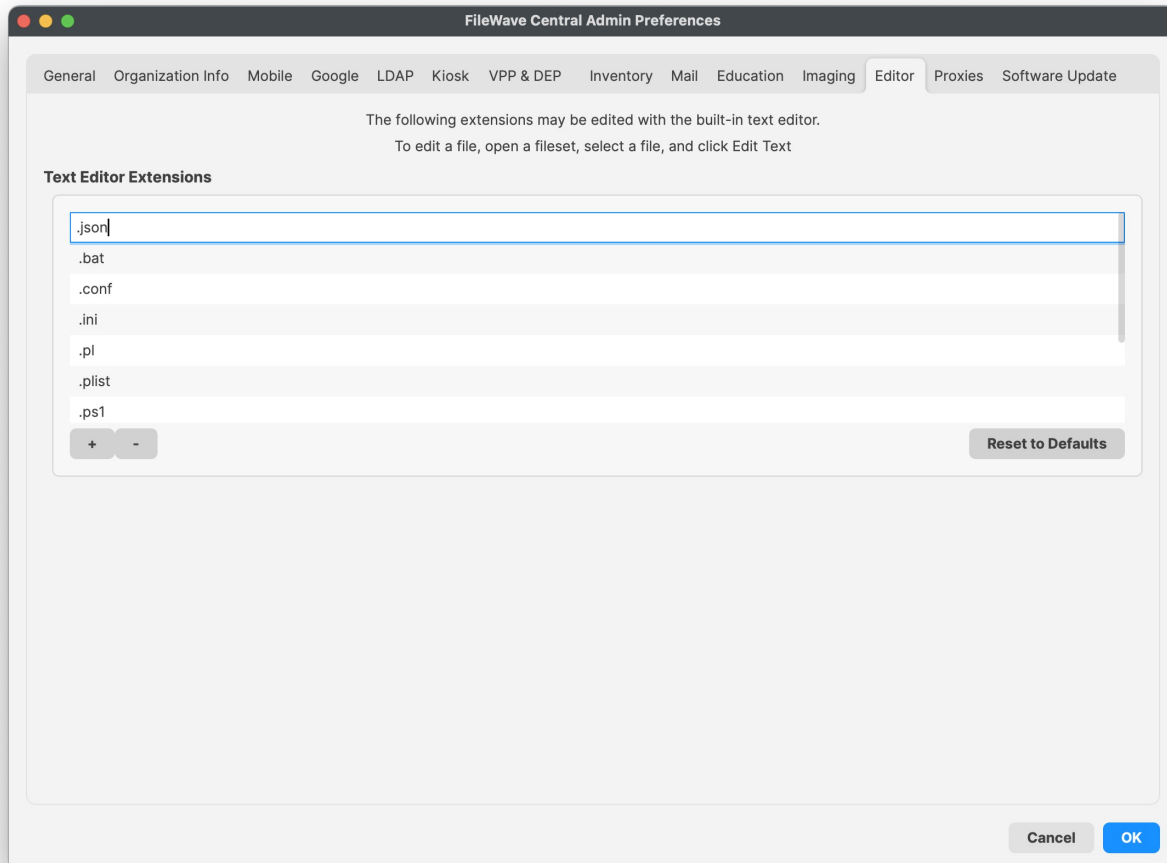 FileWave Central Admin Preferences
General Organization Info Mobile Google LDAP Kiosk VPP & DEP Inventory Mail Education Imaging Editor Proxies Software Update
The following extensions may be edited with the built-in text editor.
To edit a file, open a fileset, select a file, and click Edit Text
Text Editor Extensions
.json
.bat
.conf
.ini
.pl
.plist
.ps1
+ - Reset to Defaults
Cancel OK